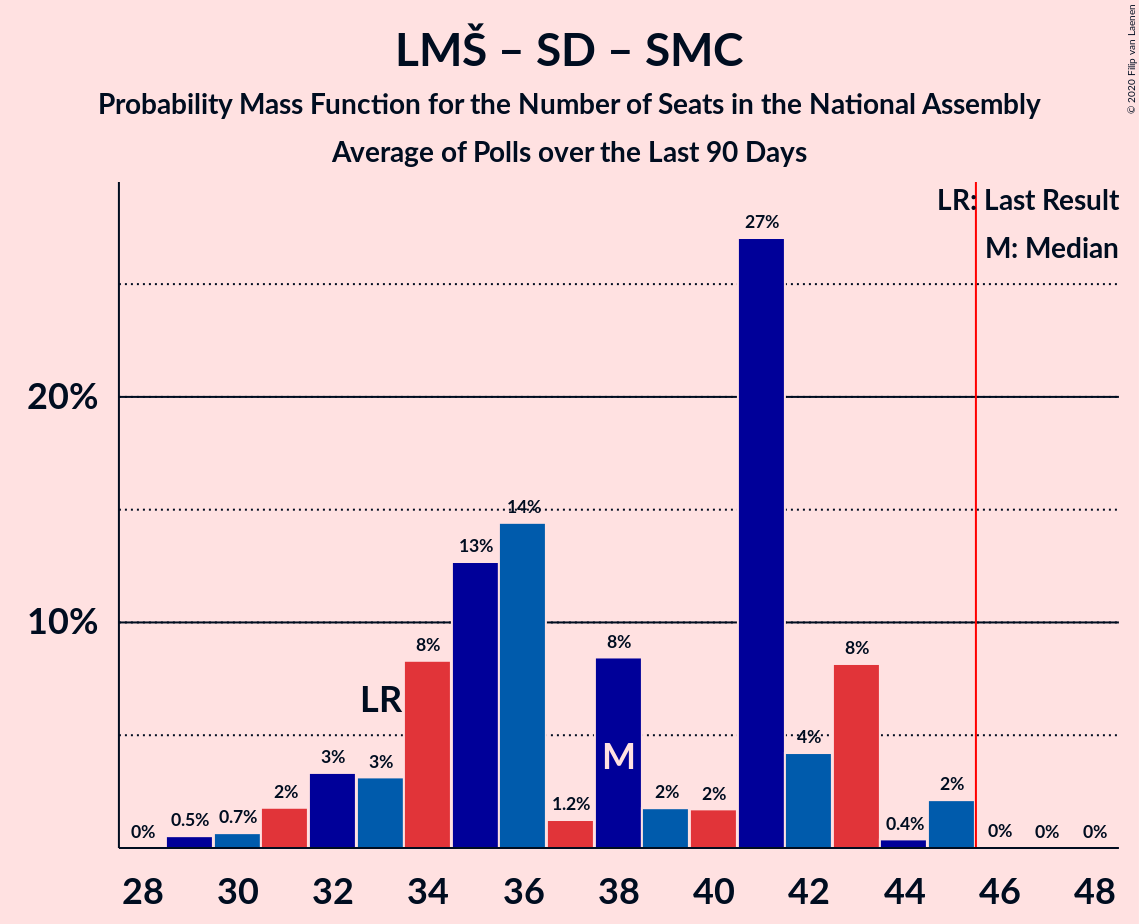 LMŠ – SD – SMC
Probability Mass Function for the Number of Seats in the National Assembly
Average of Polls over the Last 90 Days
© 2020 Filip van Laenen
LR: Last Result
M: Median
20%
10%
0%
0.5%
0.7%
2%
3%
3%
8%
13%
14%
1.2%
8%
2%
2%
27%
4%
8%
0.4%
2%
0%
0%
0%
LR
M
28 30 32 34 36 38 40 42 44 46 48